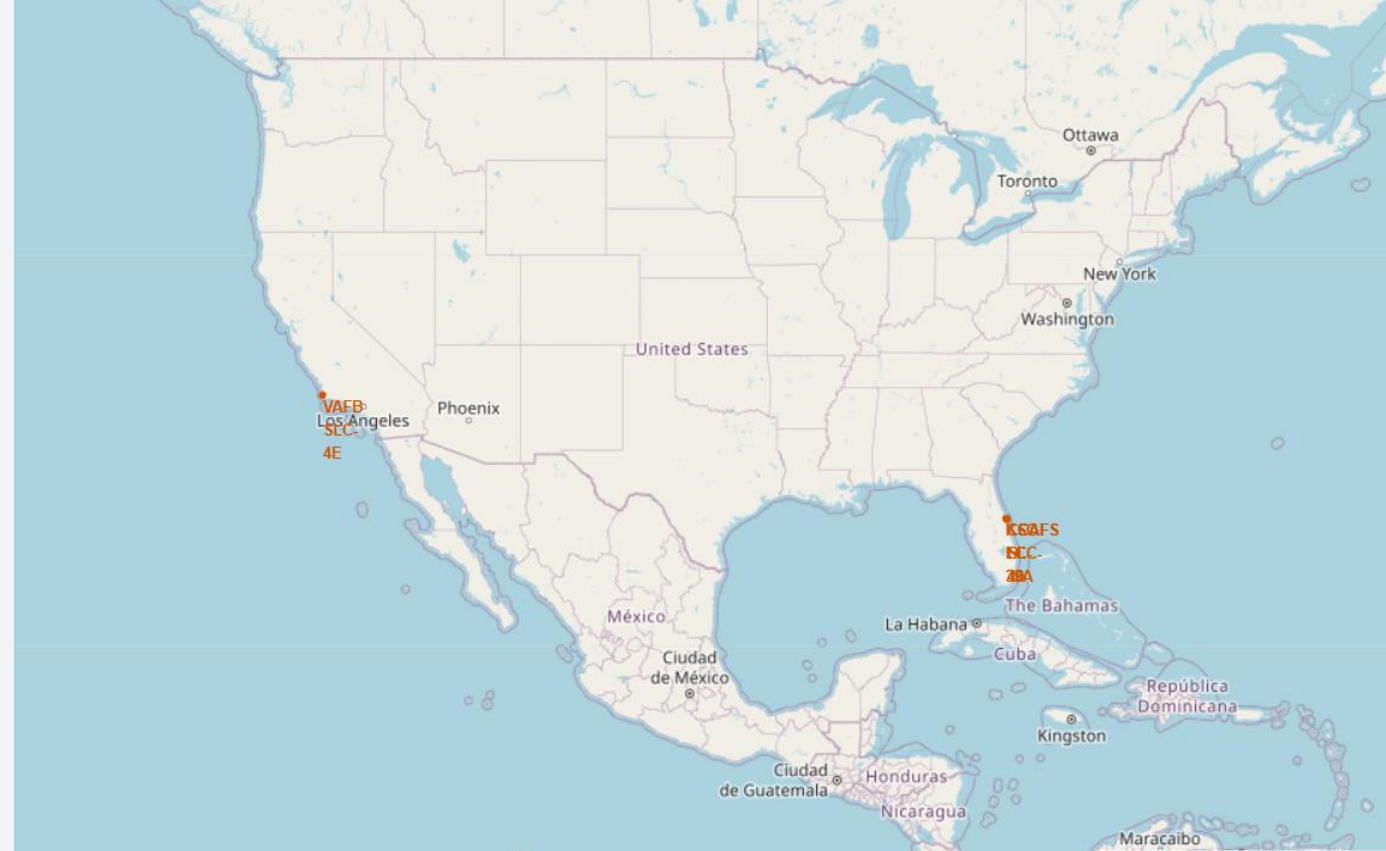 Ottawa
Toronto
New York
Washington
United States
VAFB
SLC-
4E
Los Angeles
Phoenix
The Bahamas
La Habana
Cuba
México
Ciudad
de México
República
Dominicana
Kingston
Ciudad
de Guatemala
Honduras
Nicaragua
Maracaibo